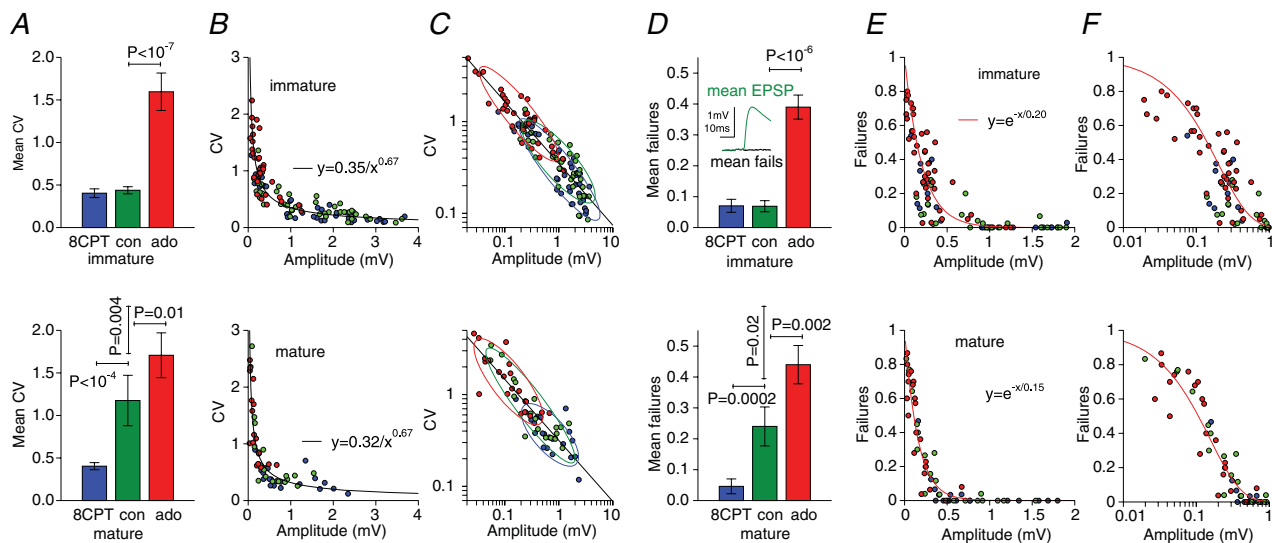 A
B
C
D
E
F
P<10-7
2.0
1.5
1.0
0.5
0.0
Mean CV
8CPT con ado
immature
3
2
1
0
CV
immature
y=0.35/x0.67
0 1 2 3 4
Amplitude (mV)
1
0.1
CV
0.1 1 10
Amplitude (mV)
P<10-6
0.5
0.4
0.3
0.2
0.1
0.0
Mean failures
mean EPSP
1mV
10ms
mean fails
8CPT con ado
immature
1
0.8
0.6
0.4
0.2
0
Failures
immature
y=e-x/0.20
0 0.5 1 1.5 2
Amplitude (mV)
1
0.8
0.6
0.4
0.2
0
Failures
0.01 0.1 1
Amplitude (mV)
P=0.004
P=0.01
P<10-4
2.0
1.5
1.0
0.5
0.0
Mean CV
8CPT con ado
mature
3
2
1
0
CV
mature
y=0.32/x0.67
0 1 2 3 4
Amplitude (mV)
1
0.1
CV
0.1 1 10
Amplitude (mV)
P=0.02
P=0.002
P=0.0002
0.5
0.4
0.3
0.2
0.1
0.0
Mean failures
8CPT con ado
mature
1
0.8
0.6
0.4
0.2
0
Failures
mature
y=e-x/0.15
0 0.5 1 1.5 2
Amplitude (mV)
1
0.8
0.6
0.4
0.2
0
Failures
0.01 0.1 1
Amplitude (mV)